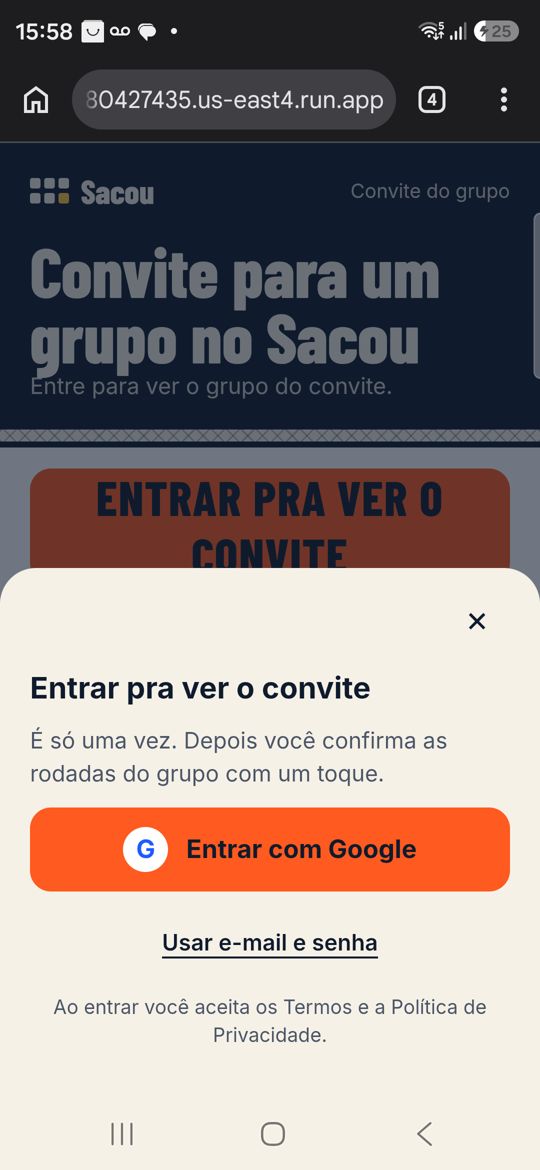 15:58
25
80427435.us-east4.run.app
4
Sacou
Convite do grupo
Convite para um
grupo no Sacou
Entre para ver o grupo do convite.
ENTRAR PRA VER O
CONVITE
Entrar pra ver o convite
É só uma vez. Depois você confirma as
rodadas do grupo com um toque.
G Entrar com Google
Usar e-mail e senha
Ao entrar você aceita os Termos e a Política de
Privacidade.